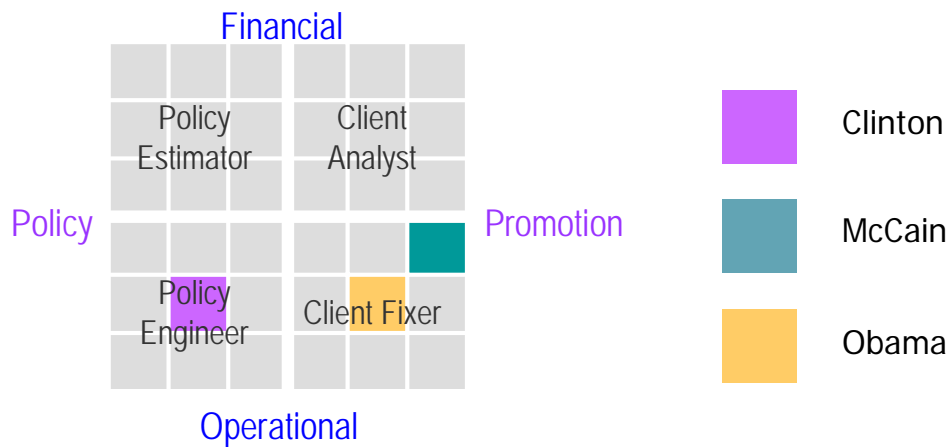 Financial
Policy
Estimator
Client
Analyst
Policy
Promotion
Policy
Engineer
Client Fixer
Operational
Clinton
McCain
Obama